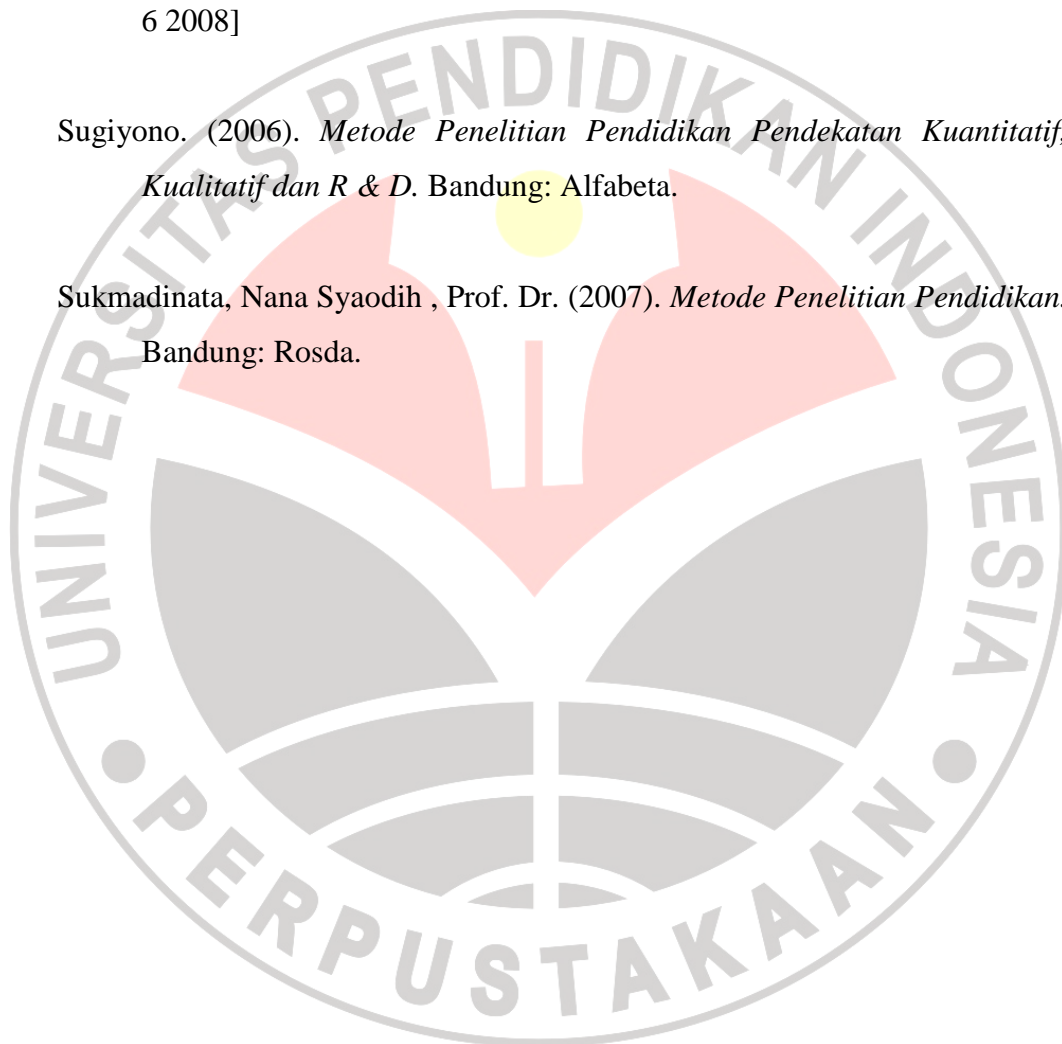 6 2008]
Sugiyono. (2006). Metode Penelitian Pendidikan Pendekatan Kuantitatif,
Kualitatif dan R & D. Bandung: Alfabeta.
Sukmadinata, Nana Syaodih , Prof. Dr. (2007). Metode Penelitian Pendidikan.
Bandung: Rosda.
UNIVERSITAS PENDIDIKAN INDONESIA
PERPUSTAKAAN